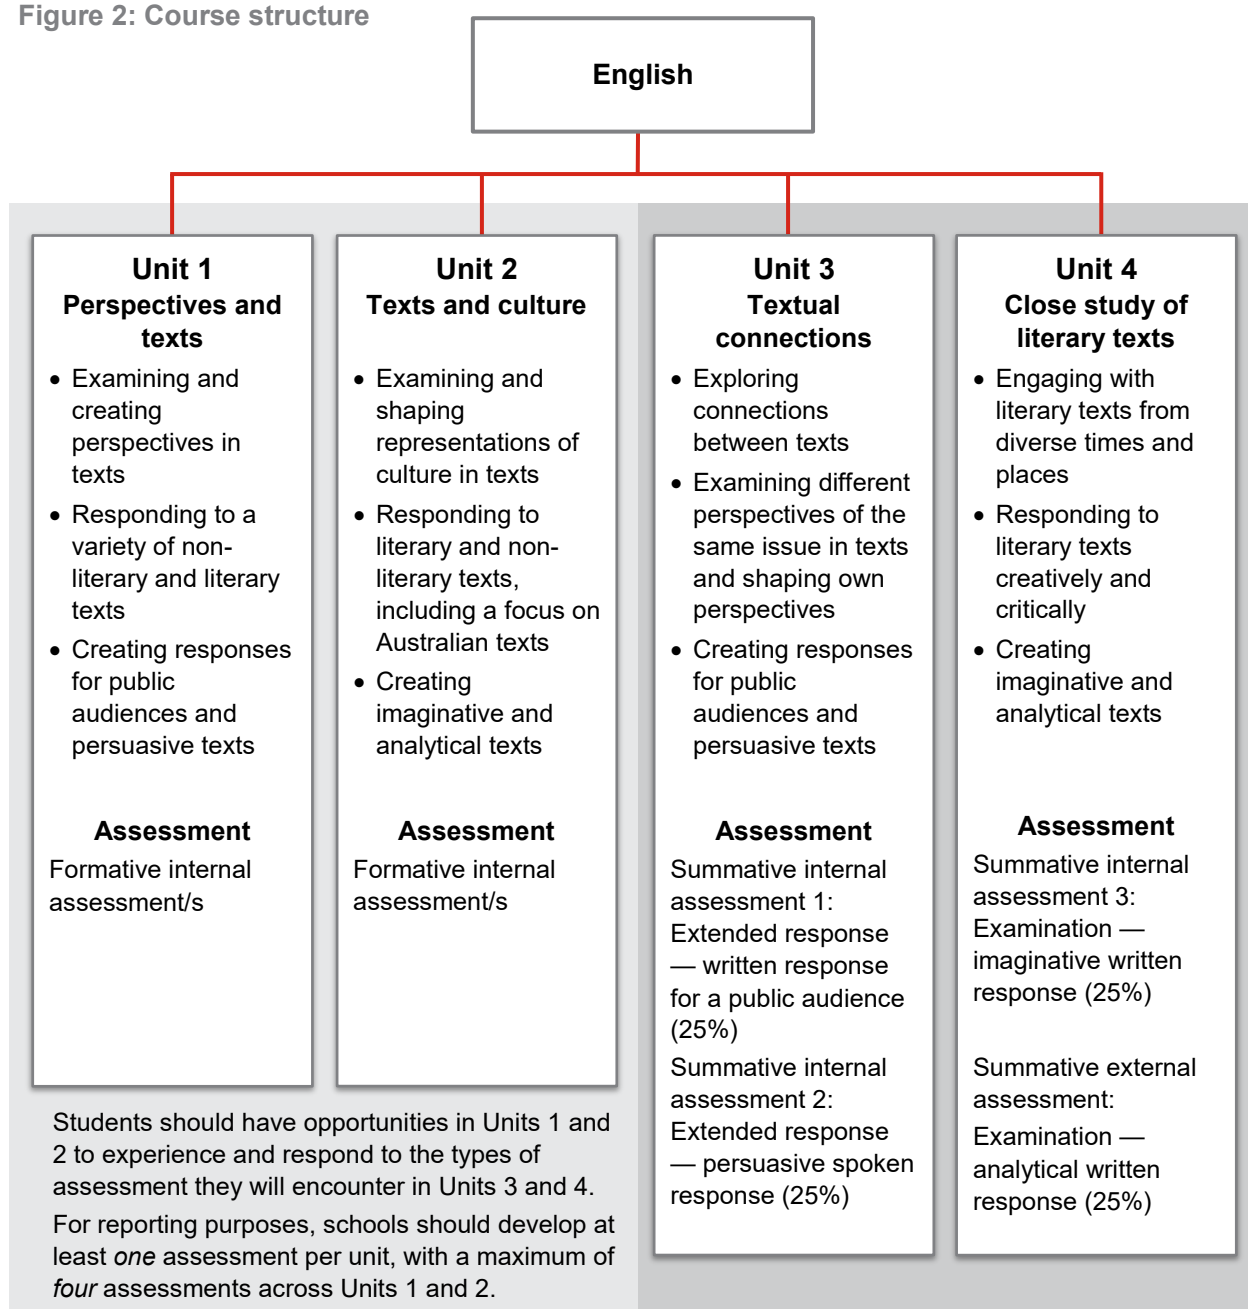 Figure 2: Course structure
English
Unit 1
Perspectives and
texts
• Examining and
creating
perspectives in
texts
• Responding to a
variety of non-
literary and literary
texts
• Creating responses
for public
audiences and
persuasive texts
Assessment
Formative internal
assessment/s
Unit 2
Texts and culture
• Examining and
shaping
representations of
culture in texts
• Responding to
literary and non-
literary texts,
including a focus on
Australian texts
• Creating
imaginative and
analytical texts
Assessment
Formative internal
assessment/s
Students should have opportunities in Units 1 and
2 to experience and respond to the types of
assessment they will encounter in Units 3 and 4.
For reporting purposes, schools should develop at
least one assessment per unit, with a maximum of
four assessments across Units 1 and 2.
Unit 3
Textual
connections
• Exploring
connections
between texts
• Examining different
perspectives of the
same issue in texts
and shaping own
perspectives
• Creating responses
for public
audiences and
persuasive texts
Assessment
Summative internal
assessment 1:
Extended response
— written response
for a public audience
(25%)
Summative internal
assessment 2:
Extended response
— persuasive spoken
response (25%)
Unit 4
Close study of
literary texts
• Engaging with
literary texts from
diverse times and
places
• Responding to
literary texts
creatively and
critically
• Creating
imaginative and
analytical texts
Assessment
Summative internal
assessment 3:
Examination —
imaginative written
response (25%)
Summative external
assessment:
Examination —
analytical written
response (25%)